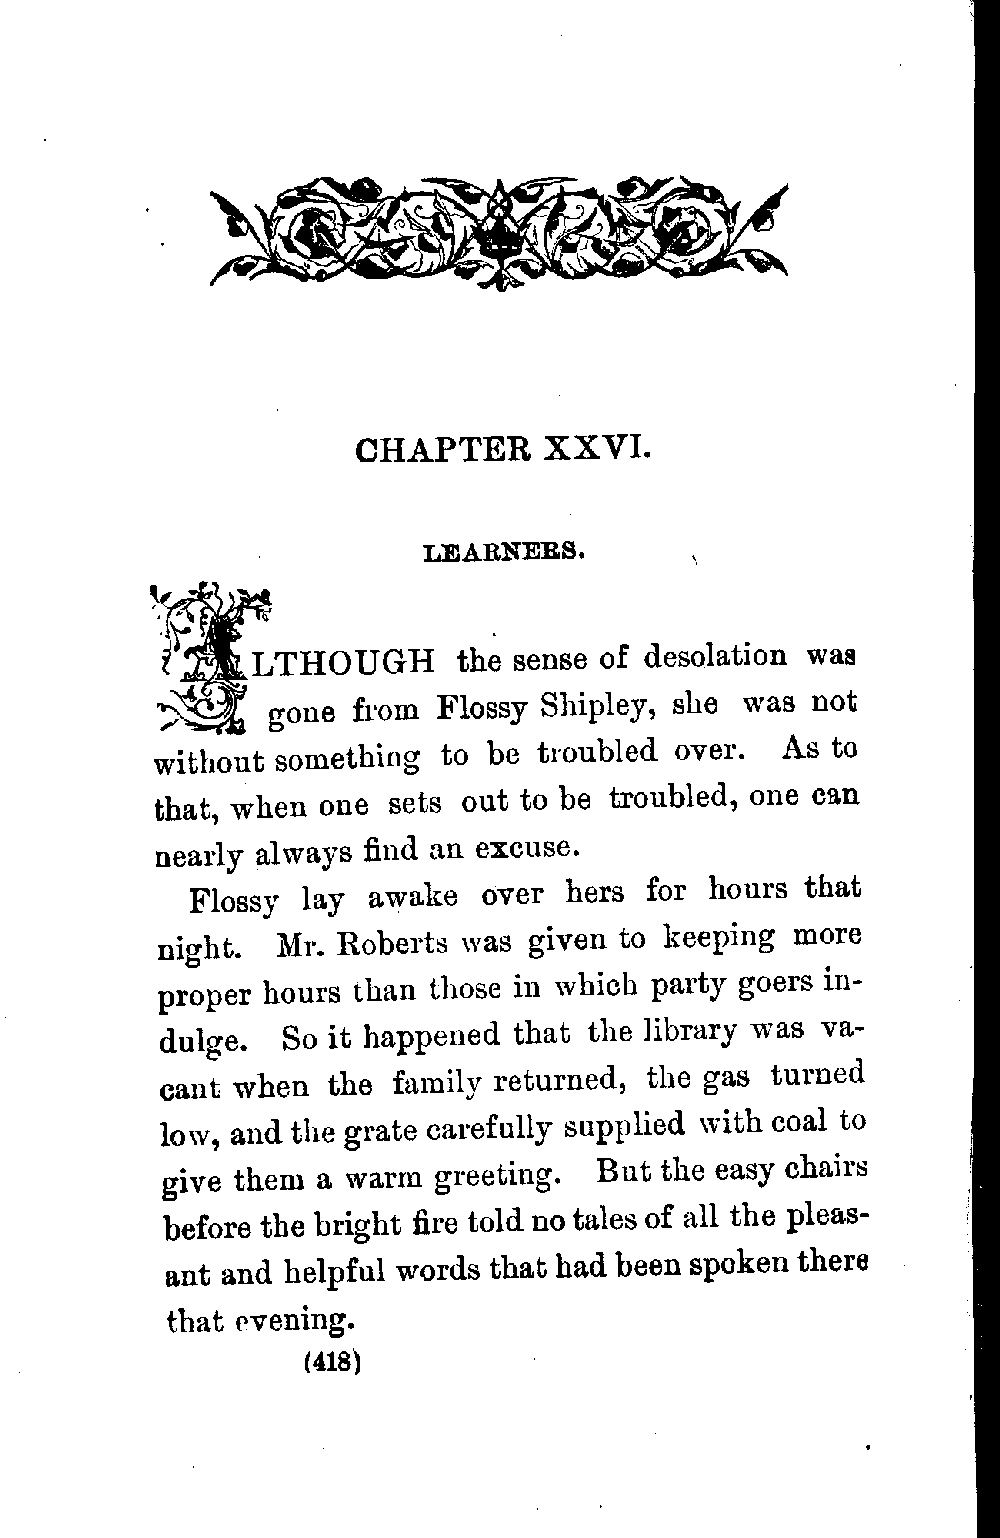 CHAPTER XXVI.
LEARNERS.
ALTHOUGH the sense of desolation was
gone from Flossy Shipley, she was not
without something to be troubled over. As to
that, when one sets out to be troubled, one can
nearly always find an excuse.
Flossy lay awake over hers for hours that
night. Mr. Roberts was given to keeping more
proper hours than those in which party goers in-
dulge. So it happened that the library was va-
cant when the family returned, the gas turned
low, and the grate carefully supplied with coal to
give them a warm greeting. But the easy chairs
before the bright fire told no tales of all the pleas-
ant and helpful words that had been spoken there
that evening.
(418)